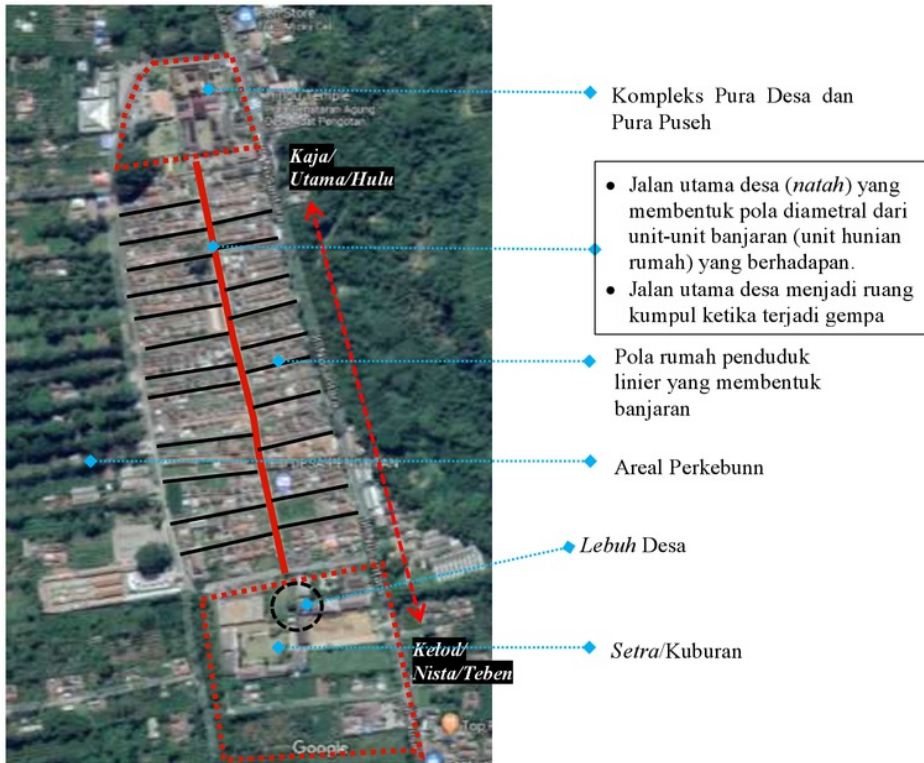 Kompleks Pura Desa dan
Pura Puseh
Kaja/
Utama/Hulu
• Jalan utama desa (natah) yang
membentuk pola diametral dari
unit-unit banjaran (unit hunian
rumah) yang berhadapan.
• Jalan utama desa menjadi ruang
kumpul ketika terjadi gempa
Pola rumah penduduk
linier yang membentuk
banjaran
Areal Perkebunn
Lebuh Desa
Setra/Kuburan
Kelod/
Nista/Teben
Google